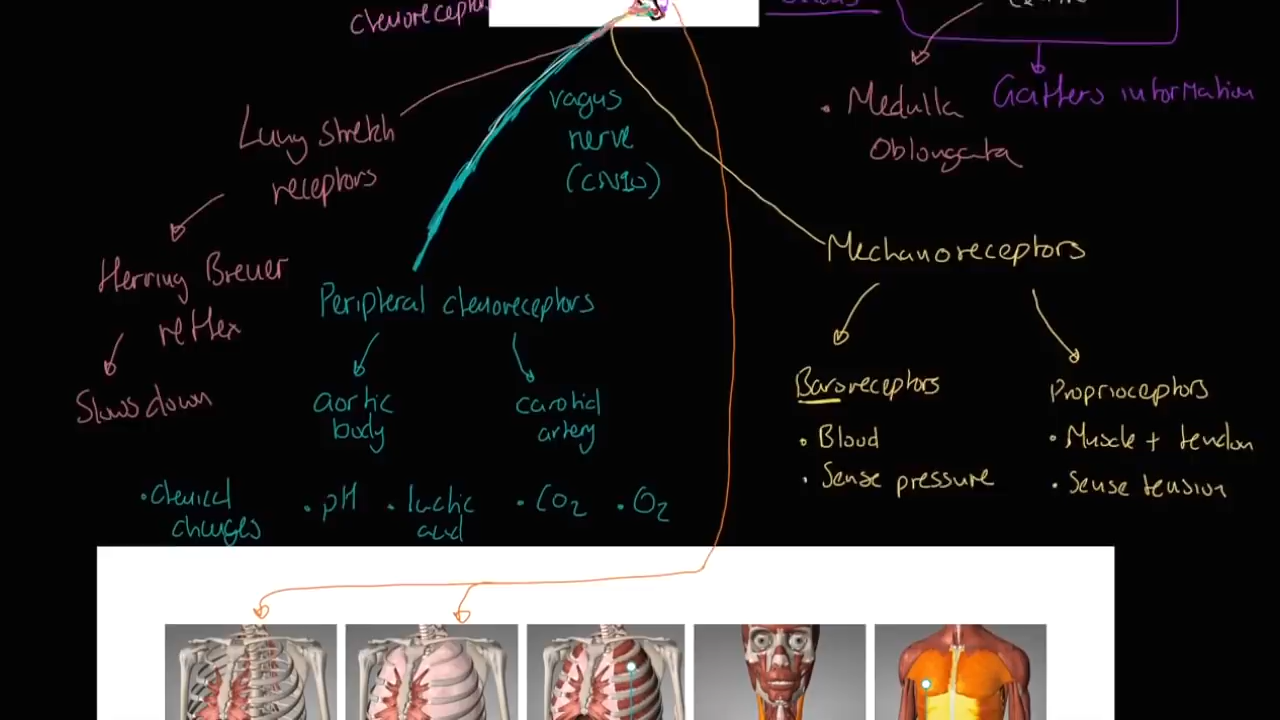 Lung stretch
receptors
Herring Breuer
reflex
Slows down
vagus
nerve
(CN10)
Peripheral chemoreceptors
aortic
body
carotid
artery
• chemical
changes
• pH
• lactic
acid
• CO2
• O2
• Medulla
Oblongata
Gathers information
Mechanoreceptors
Baroreceptors
• Blood
• Sense pressure
Proprioceptors
• Muscle + tendon
• Sense tension